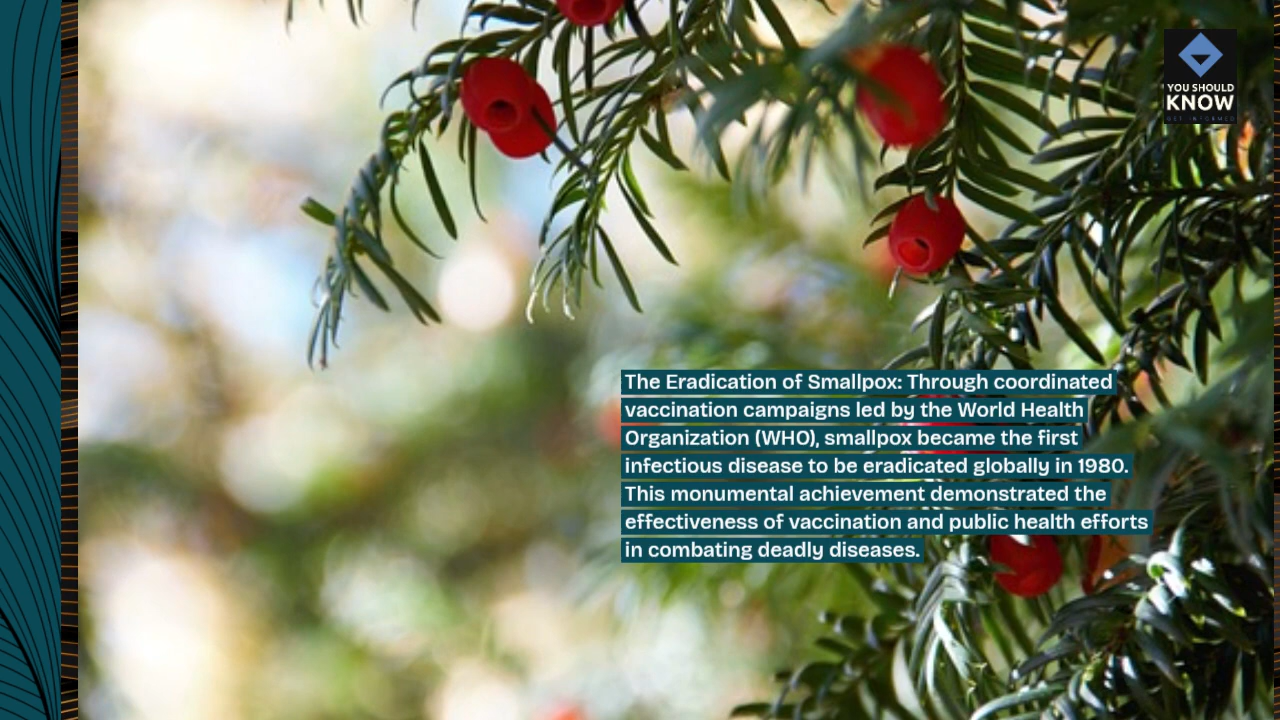 YOU SHOULD
KNOW
GET INFORMED
The Eradication of Smallpox: Through coordinated
vaccination campaigns led by the World Health
Organization (WHO), smallpox became the first
infectious disease to be eradicated globally in 1980.
This monumental achievement demonstrated the
effectiveness of vaccination and public health efforts
in combating deadly diseases.